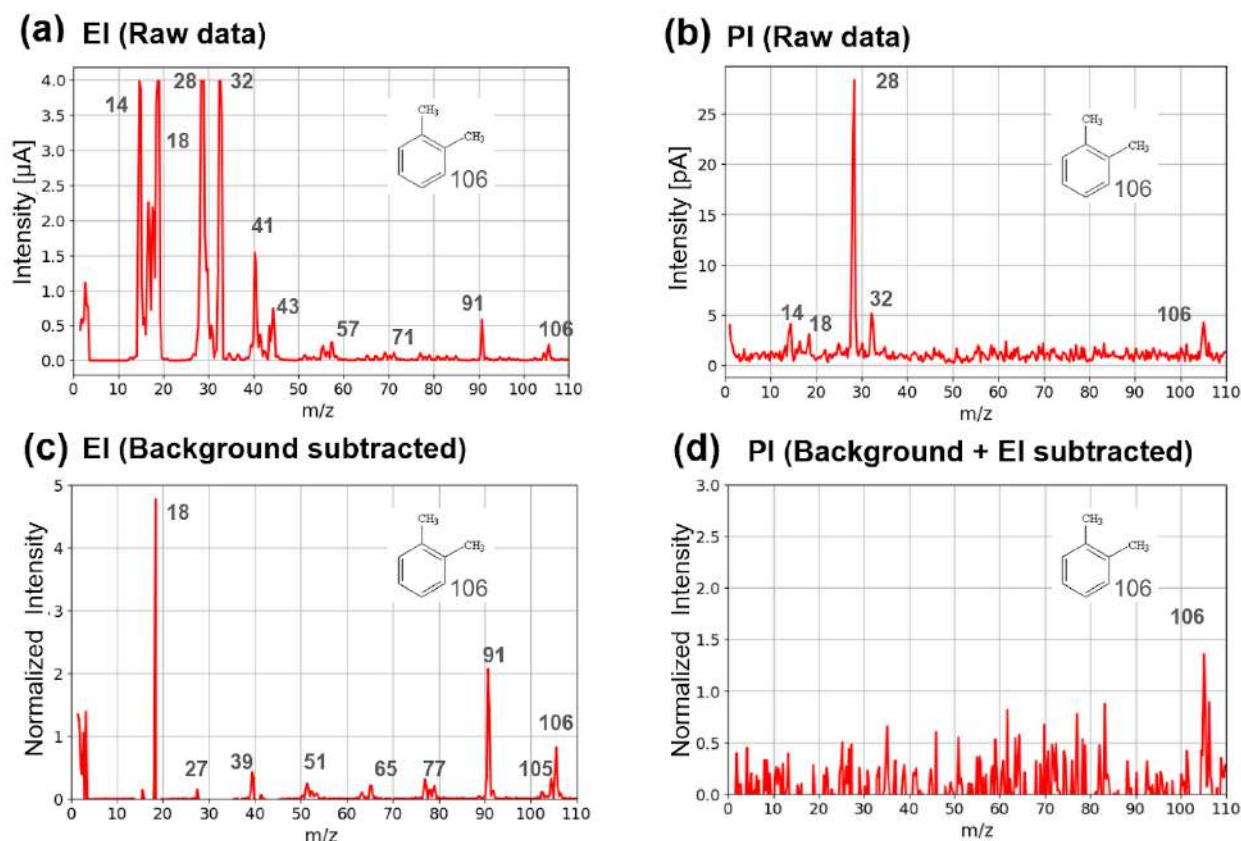 (a) EI (Raw data)
Intensity [µA]
4.0
3.5
3.0
2.5
2.0
1.5
1.0
0.5
0.0
14
18
28
32
41
43
57
71
91
106
CH₃
CH₃
106
0 10 20 30 40 50 60 70 80 90 100 110
m/z
(b) PI (Raw data)
Intensity [pA]
25
20
15
10
5
0
14
18
28
32
106
CH₃
CH₃
106
0 10 20 30 40 50 60 70 80 90 100 110
m/z
(c) EI (Background subtracted)
Normalized Intensity
5
4
3
2
1
0
18
27
39
51
65
77
91
105
106
CH₃
CH₃
106
0 10 20 30 40 50 60 70 80 90 100 110
m/z
(d) PI (Background + EI subtracted)
Normalized Intensity
3.0
2.5
2.0
1.5
1.0
0.5
0.0
106
CH₃
CH₃
106
0 10 20 30 40 50 60 70 80 90 100 110
m/z